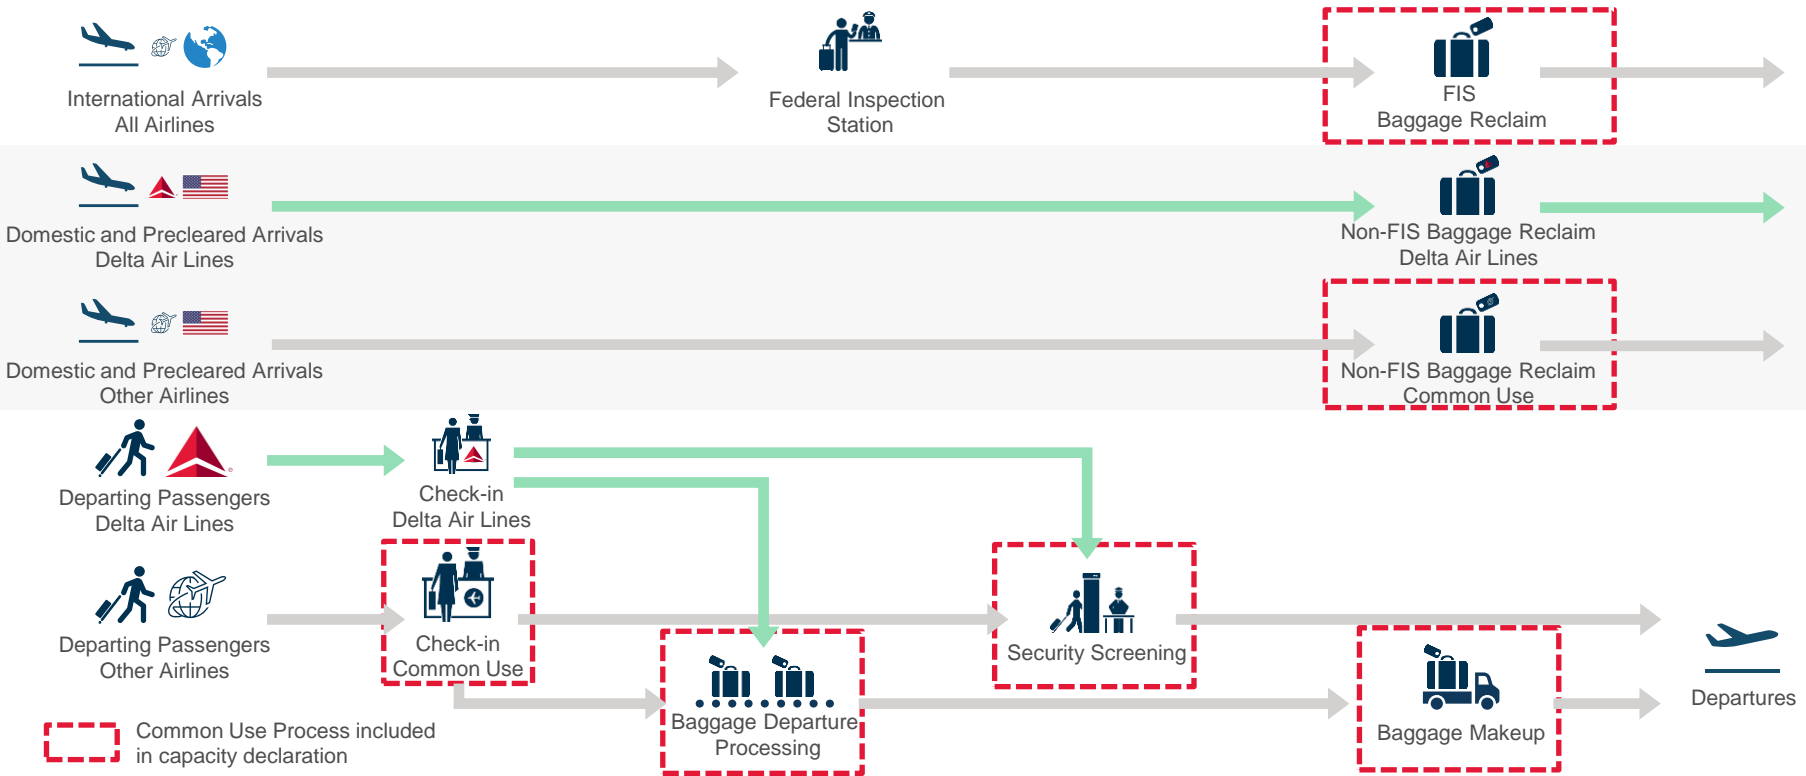 International Arrivals
All Airlines
Federal Inspection
Station
FIS
Baggage Reclaim
Domestic and Precleared Arrivals
Delta Air Lines
Non-FIS Baggage Reclaim
Delta Air Lines
Domestic and Precleared Arrivals
Other Airlines
Non-FIS Baggage Reclaim
Common Use
Departing Passengers
Delta Air Lines
Check-in
Delta Air Lines
Departing Passengers
Other Airlines
Check-in
Common Use
Security Screening
Baggage Departure
Processing
Baggage Makeup
Departures
Common Use Process included
in capacity declaration